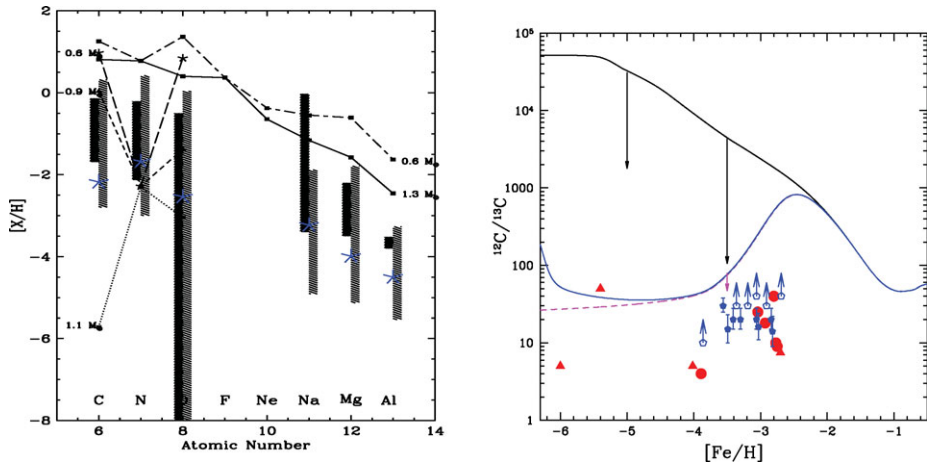 2
0
−2
−4
−6
−8
[X/H]
0.6 M
0.9 M
1.1 M
0.6 M
1.3 M
C N F Ne Na Mg Al
6 8 10 12 14
Atomic Number
10⁵
10⁴
1000
100
10
1
¹²C/¹³C
−6 −5 −4 −3 −2 −1
[Fe/H]